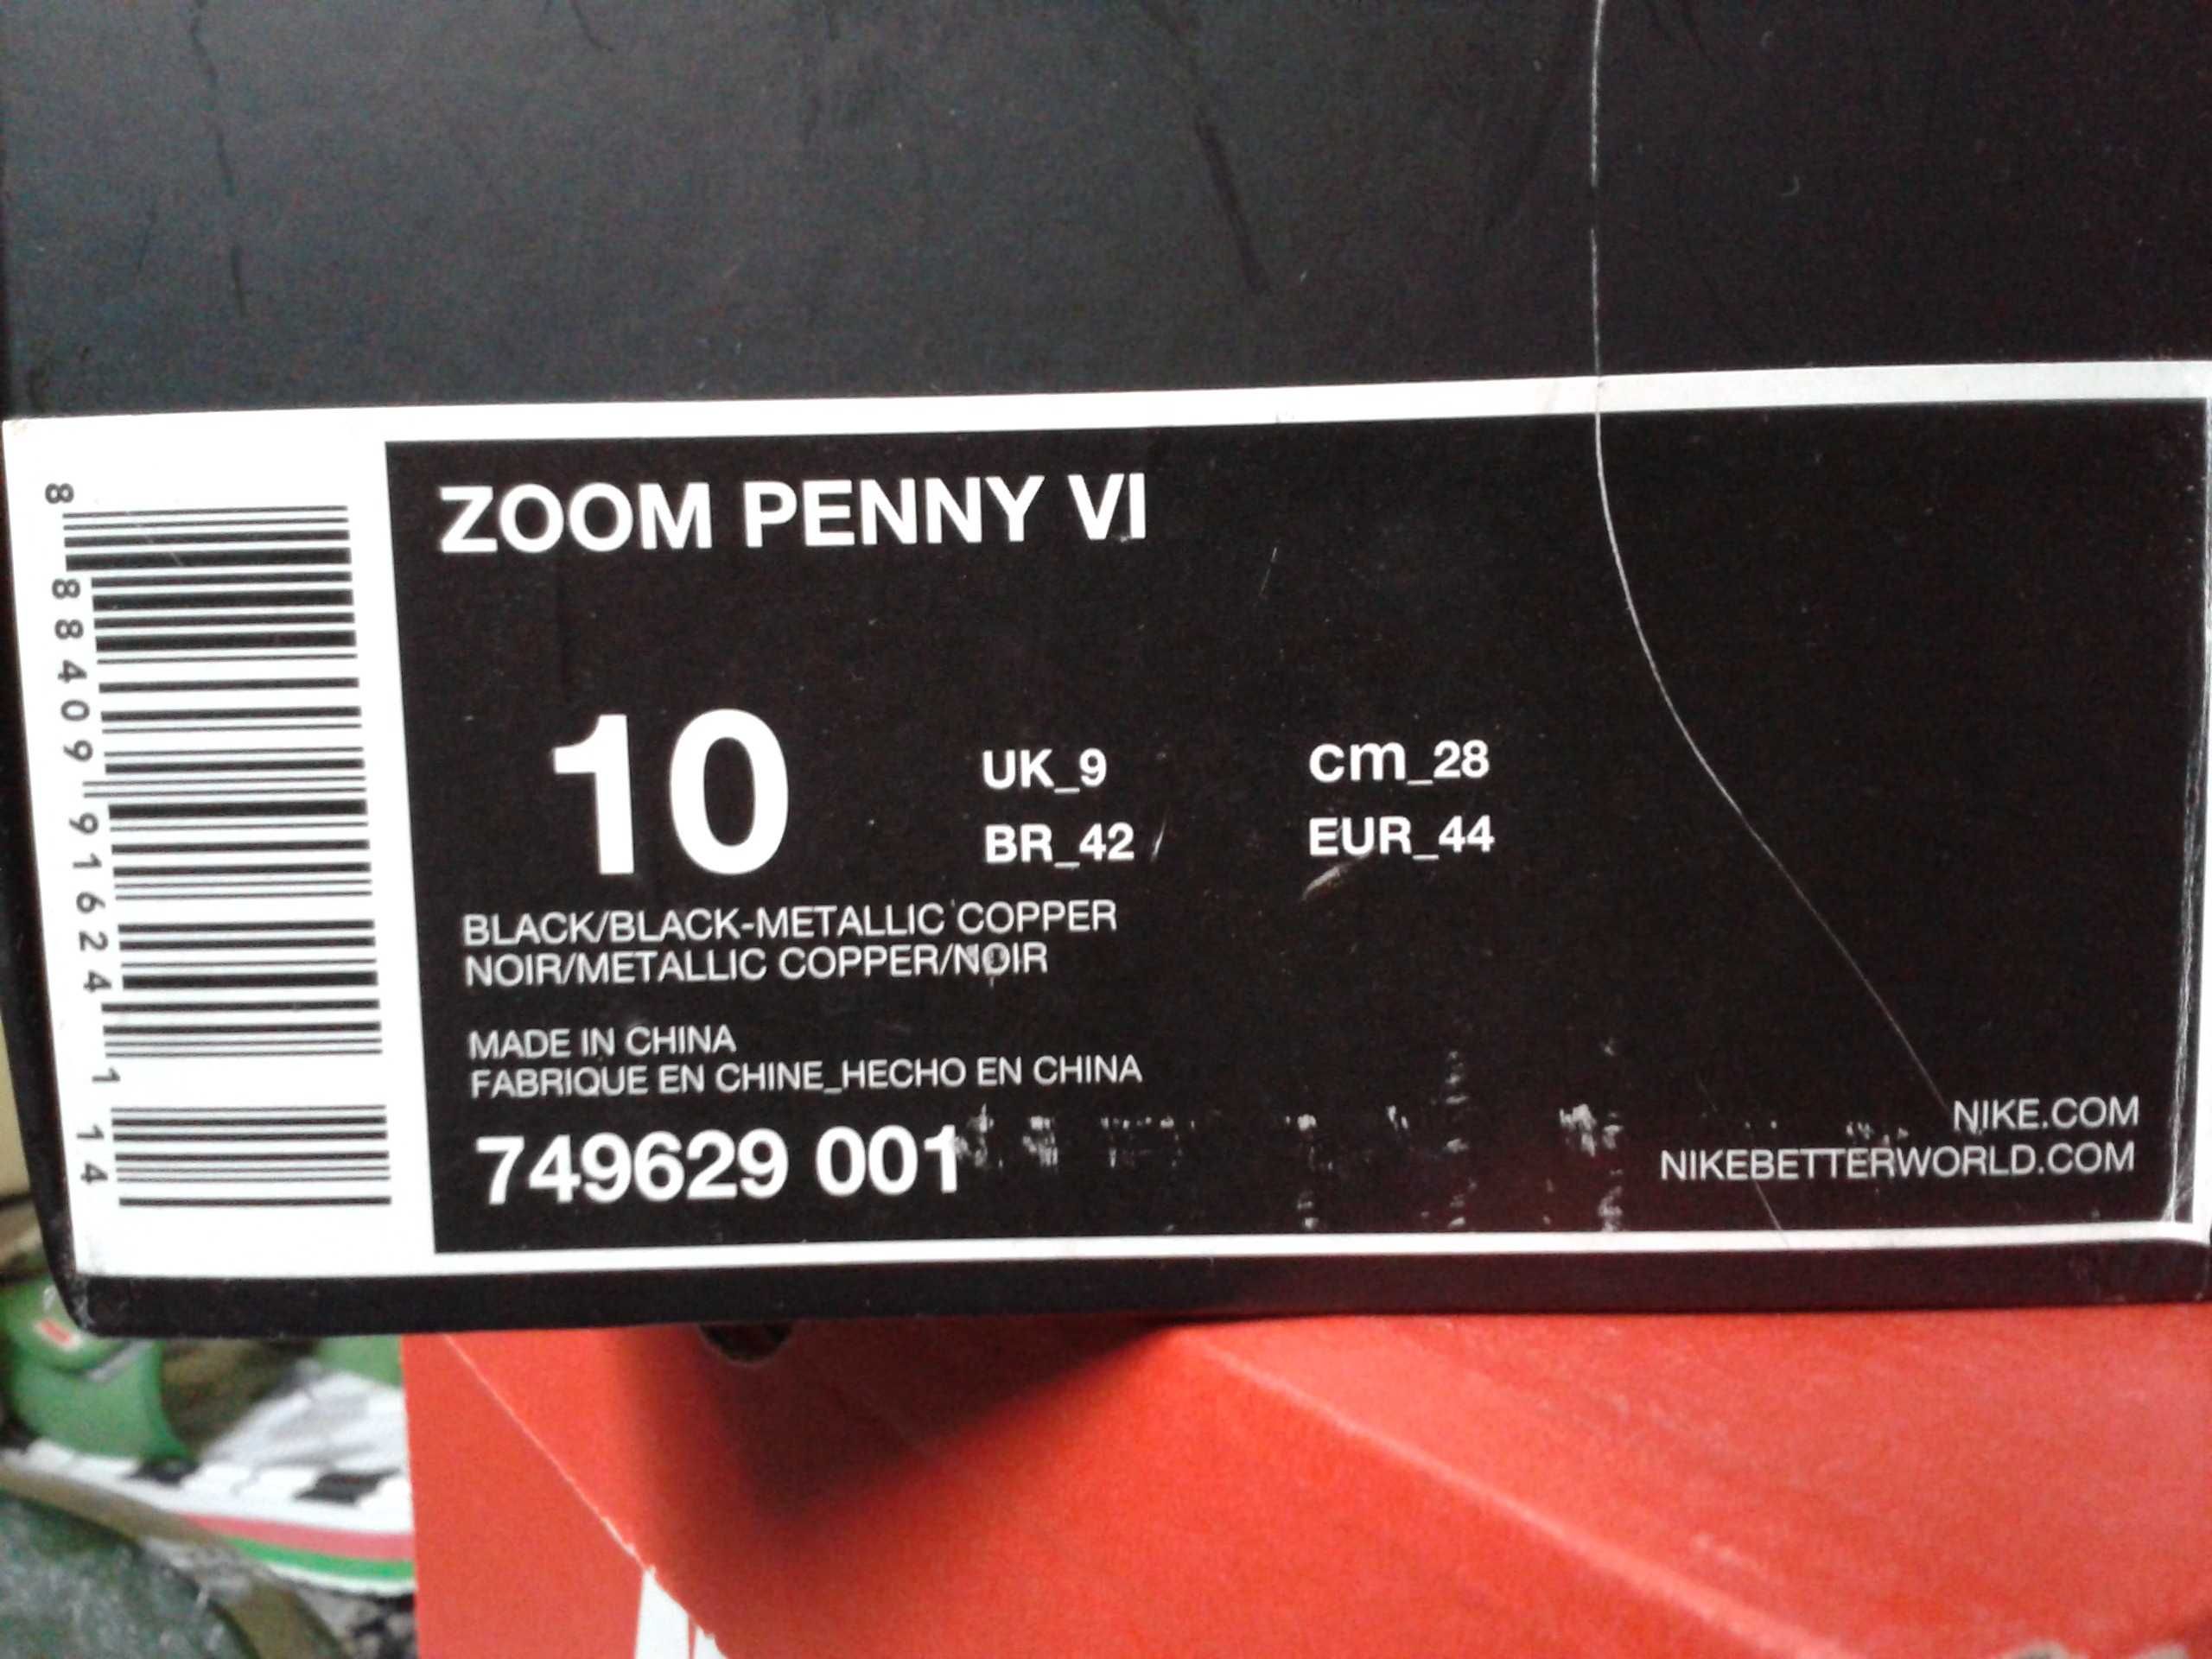 8 88409 91624 1 14
ZOOM PENNY VI
10
UK_9
cm_28
BR_42
EUR_44
BLACK/BLACK-METALLIC COPPER
NOIR/METALLIC COPPER/NOIR
MADE IN CHINA
FABRIQUE EN CHINE_HECHO EN CHINA
749629 001
NIKE.COM
NIKEBETTERWORLD.COM